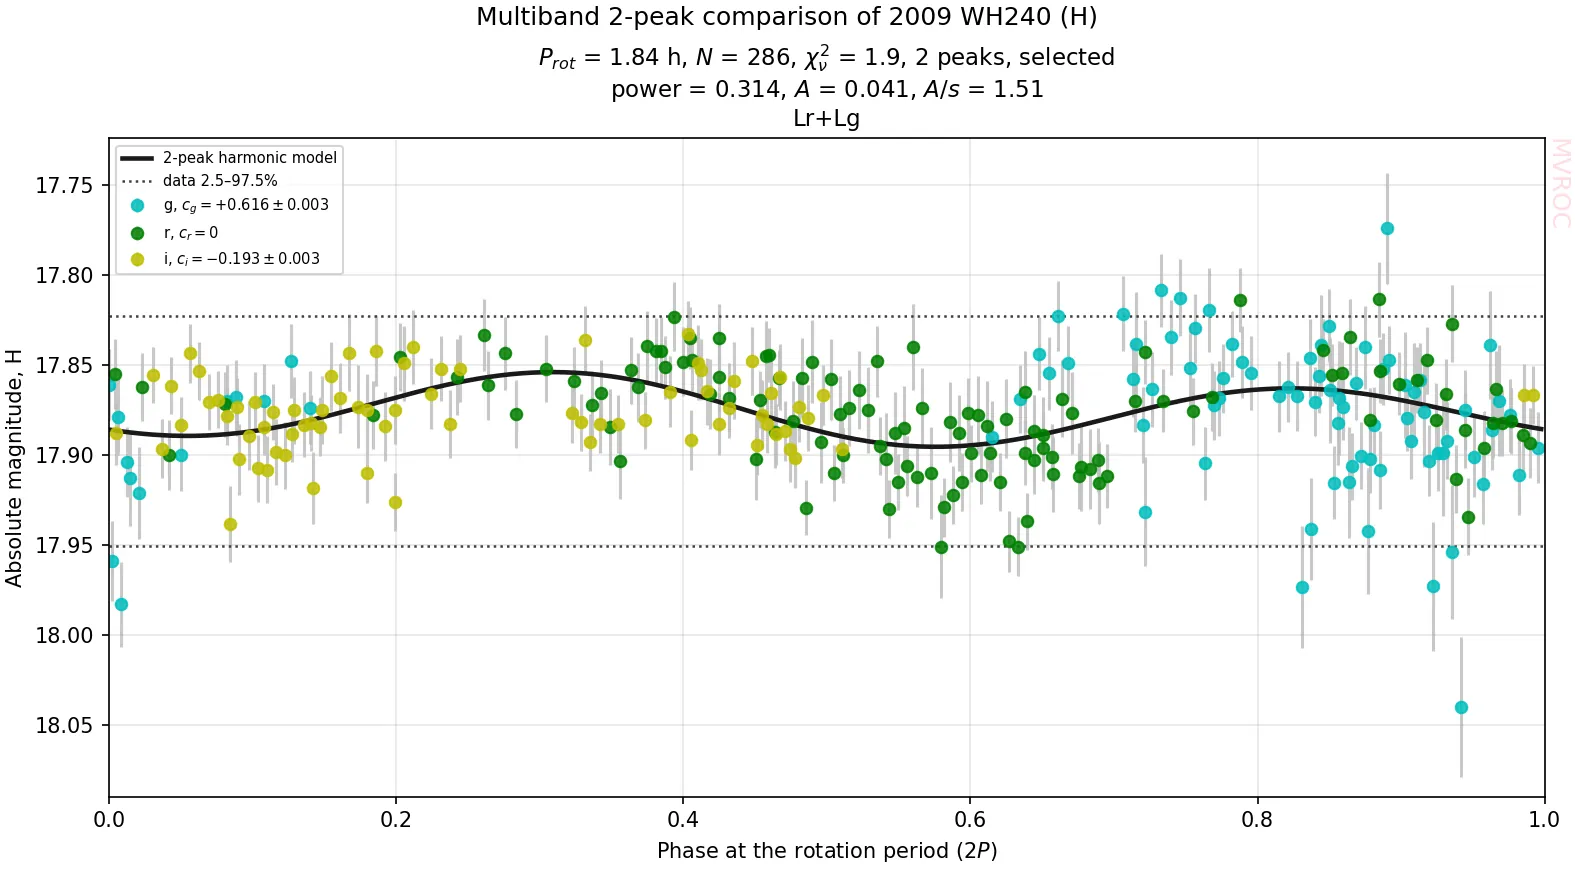 Multiband 2-peak comparison of 2009 WH240 (H)
P_rot = 1.84 h, N = 286, χ²_ν = 1.9, 2 peaks, selected
power = 0.314, A = 0.041, A/s = 1.51
Lr+Lg
2-peak harmonic model
data 2.5–97.5%
g, c_g = +0.616 ± 0.003
r, c_r = 0
i, c_i = −0.193 ± 0.003
Absolute magnitude, H
17.75
17.80
17.85
17.90
17.95
18.00
18.05
0.0
0.2
0.4
0.6
0.8
1.0
Phase at the rotation period (2P)
MVROC